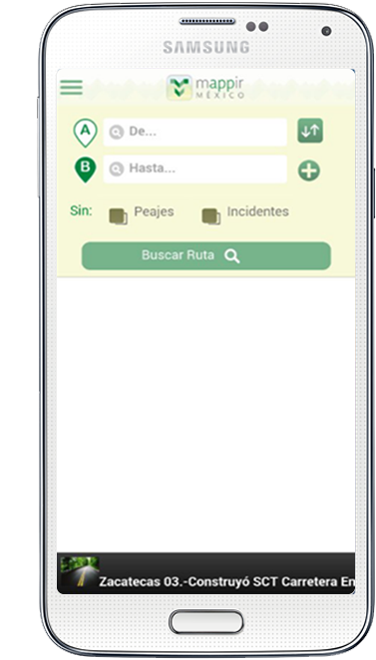 SAMSUNG
mappir
MÉXICO
A
De...
B
Hasta...
Sin:
Peajes
Incidentes
Buscar Ruta
Zacatecas 03.-Construyó SCT Carretera En